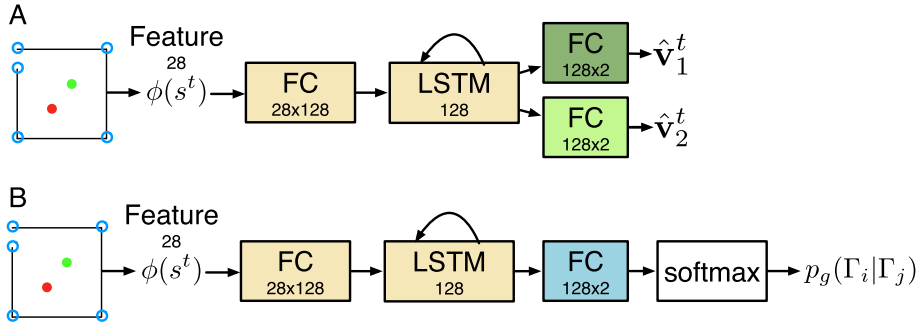 A
Feature
28
ϕ(s^t)
FC
28x128
LSTM
128
FC
128x2
v̂_1^t
FC
128x2
v̂_2^t
B
Feature
28
ϕ(s^t)
FC
28x128
LSTM
128
FC
128x2
softmax
p_g(Γ_i|Γ_j)